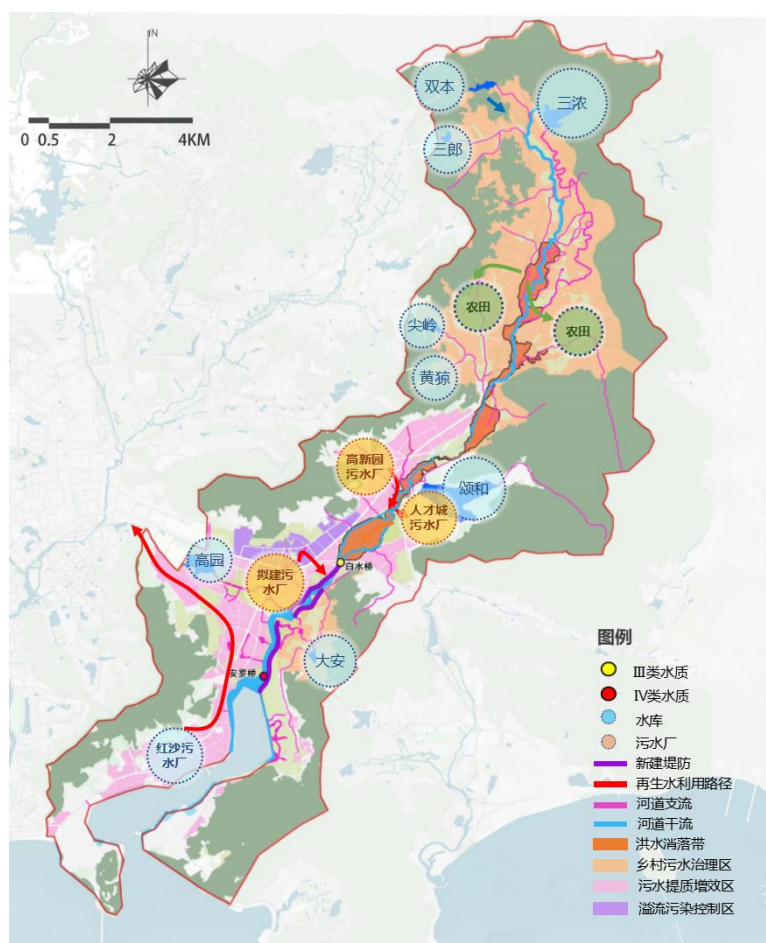 IN
0 0.5 2 4KM
双本
三浓
三郎
农田
农田
尖岭
黄猄
高新园
污水厂
颂和
人才城
污水厂
高园
拟建污
水厂
白水桥
大安
安罗桥
红沙污
水厂
图例
Ⅲ类水质
Ⅳ类水质
水库
污水厂
新建堤防
再生水利用路径
河道支流
河道干流
洪水消落带
乡村污水治理区
污水提质增效区
溢流污染控制区